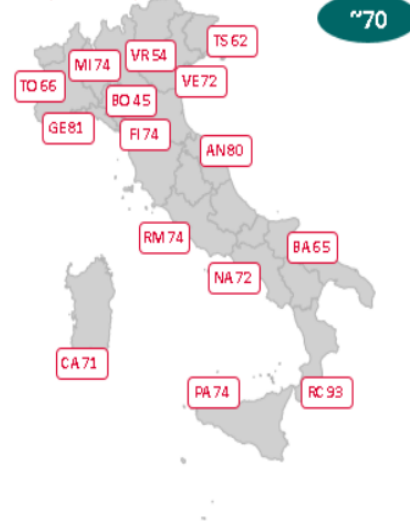 ~70
TS 62
VR 54
MI 74
VE 72
TO 66
BO 45
GE 81
FI 74
AN 80
RM 74
BA 65
NA 72
CA 71
PA 74
RC 93